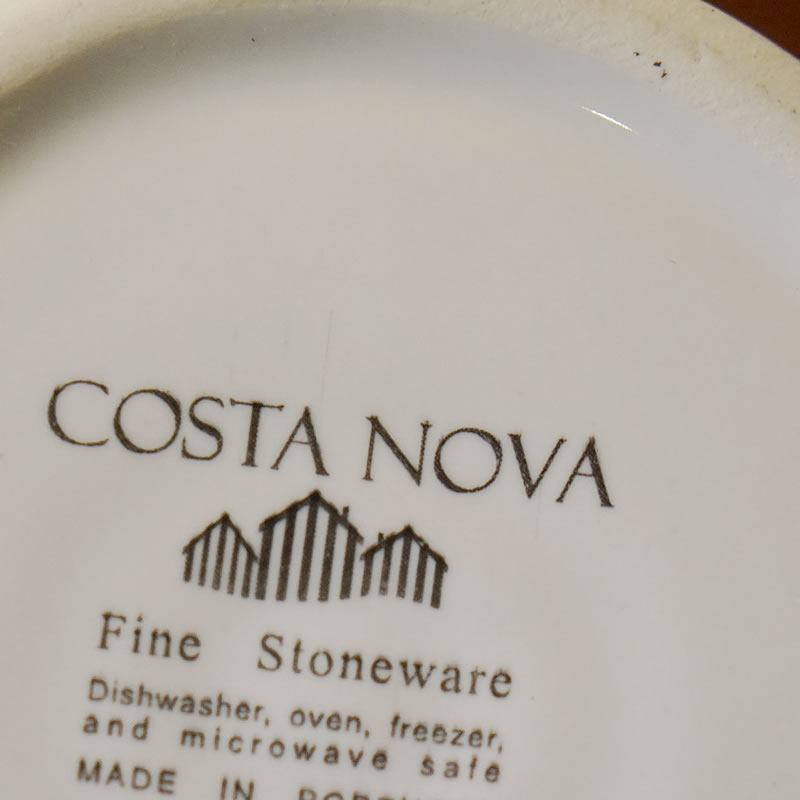 COSTA NOVA
Fine Stoneware
Dishwasher, oven, freezer,
and microwave safe
MADE IN